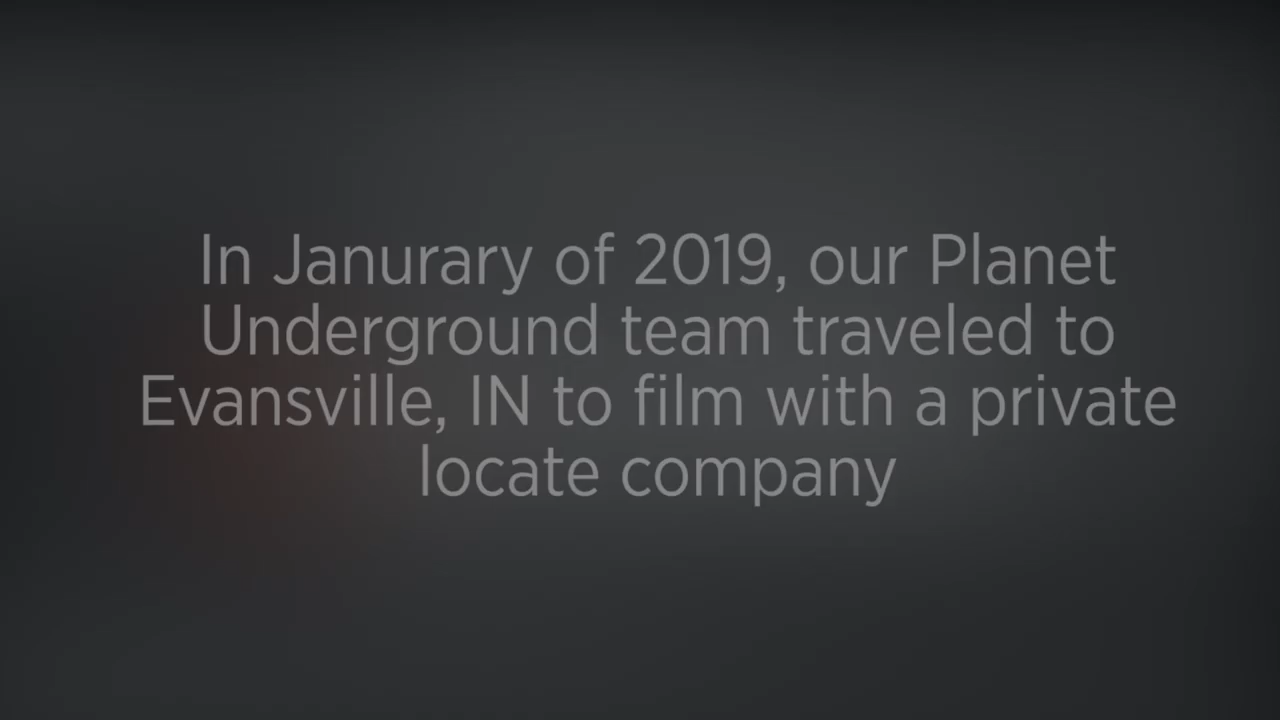 In Janurary of 2019, our Planet
Underground team traveled to
Evansville, IN to film with a private
locate company